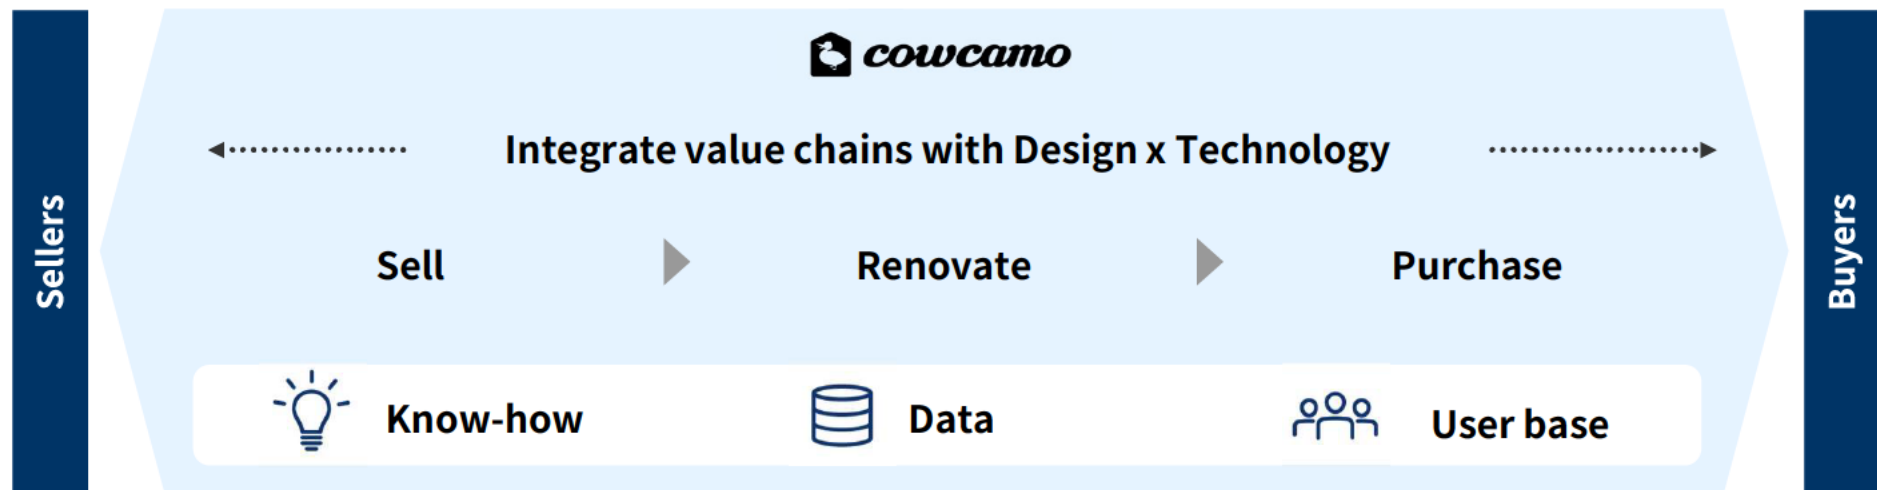 cowcamo
Integrate value chains with Design x Technology
Sellers
Sell
Renovate
Purchase
Buyers
Know-how
Data
User base